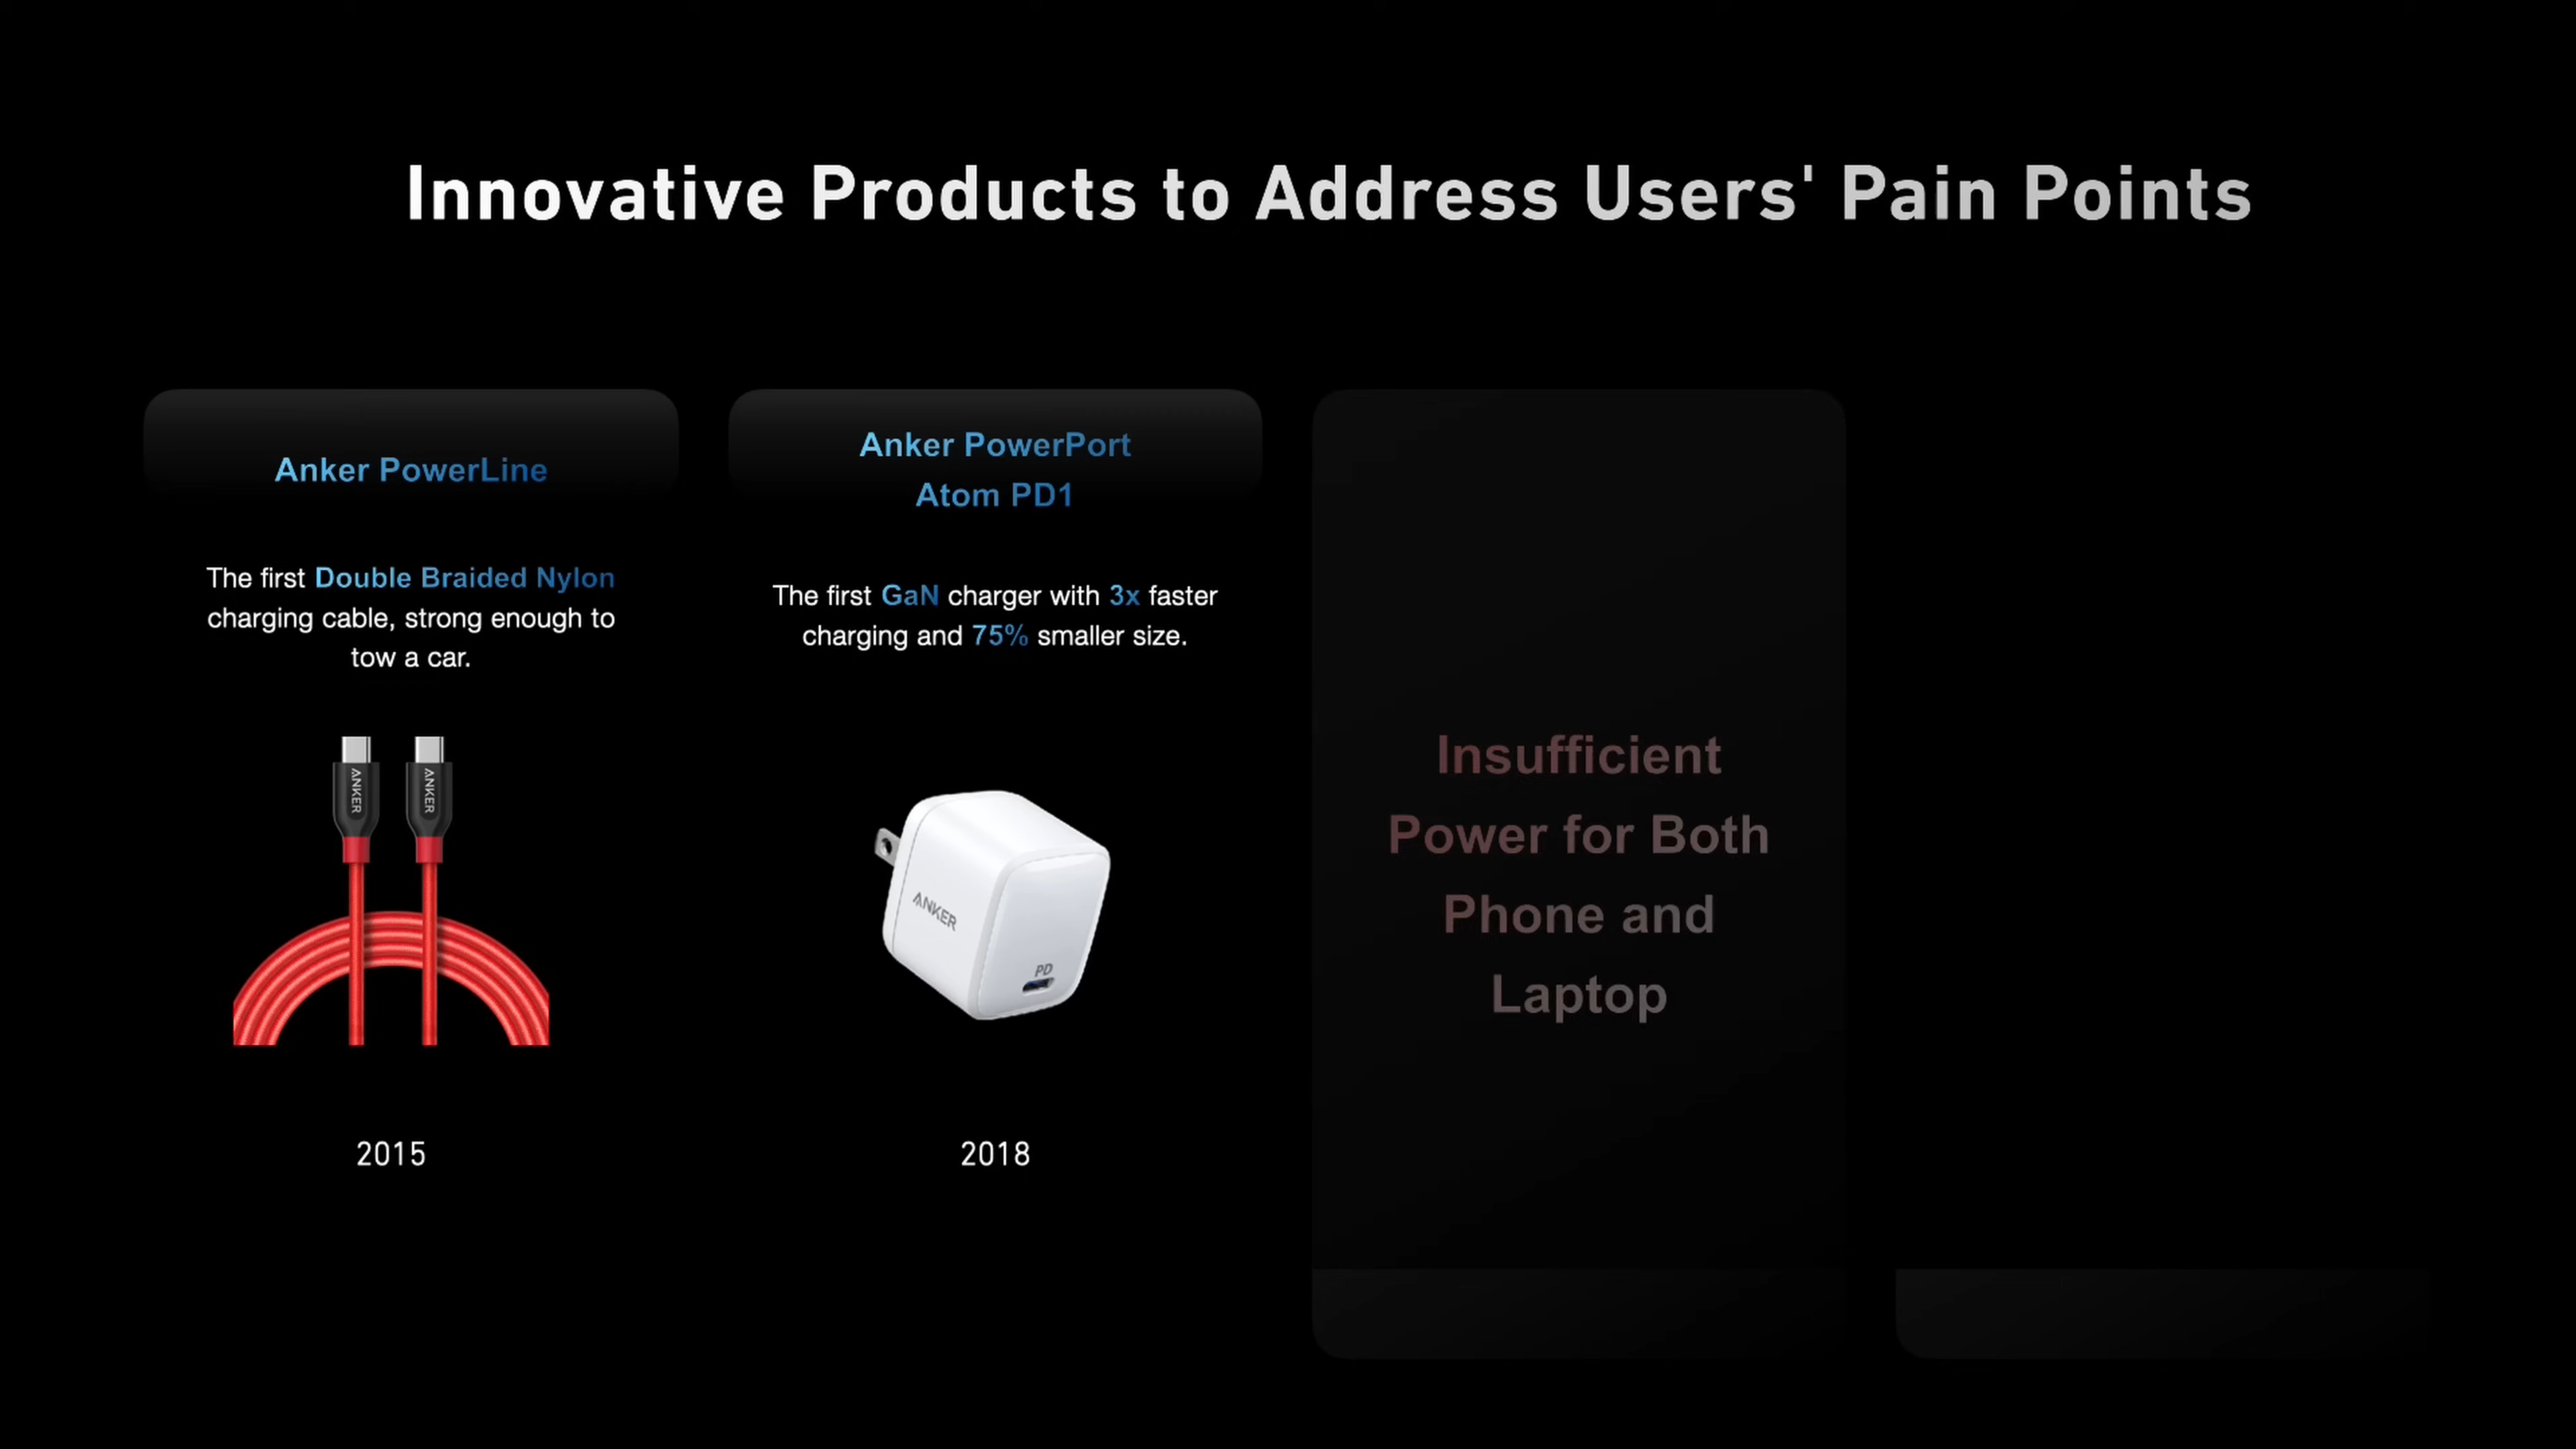 Innovative Products to Address Users' Pain Points
Anker PowerLine
The first Double Braided Nylon
charging cable, strong enough to
tow a car.
ANKER
ANKER
2015
Anker PowerPort
Atom PD1
The first GaN charger with 3x faster
charging and 75% smaller size.
ANKER
PD
2018
Insufficient
Power for Both
Phone and
Laptop